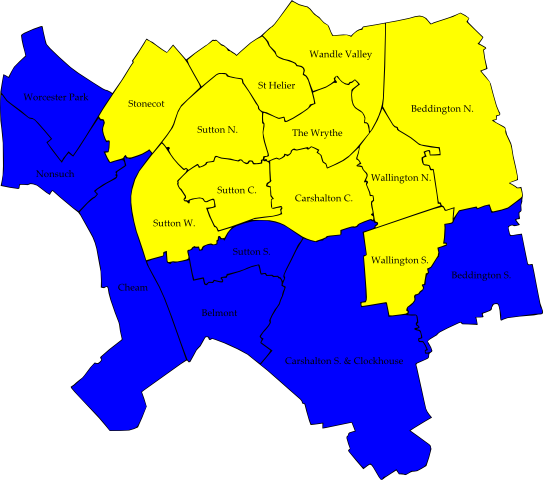 Wandle Valley
St Helier
Worcester Park
Stonecot
Beddington N.
Sutton N.
The Wrythe
Nonsuch
Wallington N.
Sutton C.
Carshalton C.
Sutton W.
Sutton S.
Wallington S.
Beddington S.
Cheam
Belmont
Carshalton S. & Clockhouse